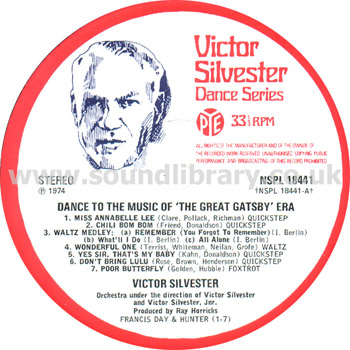 Victor
Silvester
Dance Series
PYE 33⅓ RPM
ALL RIGHTS OF THE MANUFACTURER AND OF THE OWNER OF
THE RECORDED WORK RESERVED UNAUTHORISED COPYING PUBLIC
PERFORMANCE AND BROADCASTING OF THIS RECORD PROHIBITED
www.soundlibrary.co.uk
STEREO
℗ 1974
NSPL 18441
1NSPL 18441-A1
DANCE TO THE MUSIC OF 'THE GREAT GATSBY' ERA
1. MISS ANNABELLE LEE (Clare, Pollack, Richman) QUICKSTEP
2. CHILI BOM BOM (Friend, Donaldson) QUICKSTEP
3. WALTZ MEDLEY: (a) REMEMBER (You Forgot To Remember)(I. Berlin)
(b) What'll I Do (I. Berlin) (c) All Alone (I. Berlin)
4. WONDERFUL ONE (Terriss, Whiteman, Neilan, Grofe) WALTZ
5. YES SIR, THAT'S MY BABY (Kahn, Donaldson) QUICKSTEP
6. DON'T BRING LULU (Rose, Brown, Henderson) QUICKSTEP
7. POOR BUTTERFLY (Golden, Hubble) FOXTROT
VICTOR SILVESTER
Orchestra under the direction of Victor Silvester
and Victor Silvester, Jnr.
Produced by Ray Horricks
FRANCIS DAY & HUNTER (1-7)